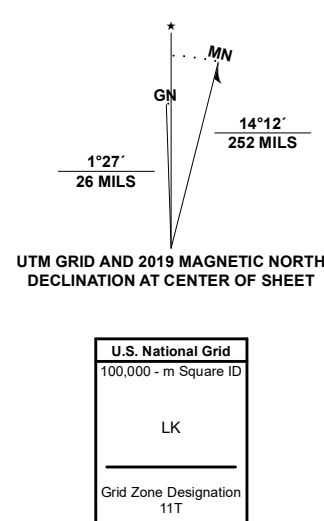 ★
MN
GN
14°12´
252 MILS
1°27´
26 MILS
UTM GRID AND 2019 MAGNETIC NORTH
DECLINATION AT CENTER OF SHEET
U.S. National Grid
100,000 - m Square ID
LK
Grid Zone Designation
11T